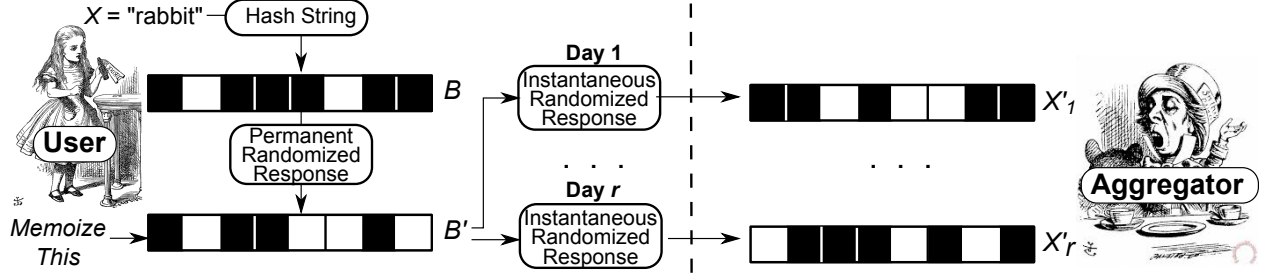 X = "rabbit"
Hash String
Day 1
B
Instantaneous
Randomized
Response
X'1
User
Permanent
Randomized
Response
. . .
. . .
Aggregator
Day r
Memoize
This
B'
Instantaneous
Randomized
Response
X'r